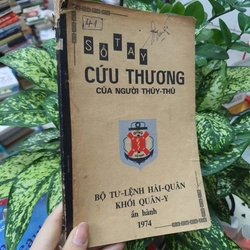 41
SỔ TAY
CỨU THƯƠNG
CỦA NGƯỜI THỦY-THỦ
BỘ TƯ-LỆNH HẢI-QUÂN
KHỐI QUÂN-Y
ấn hành
1974